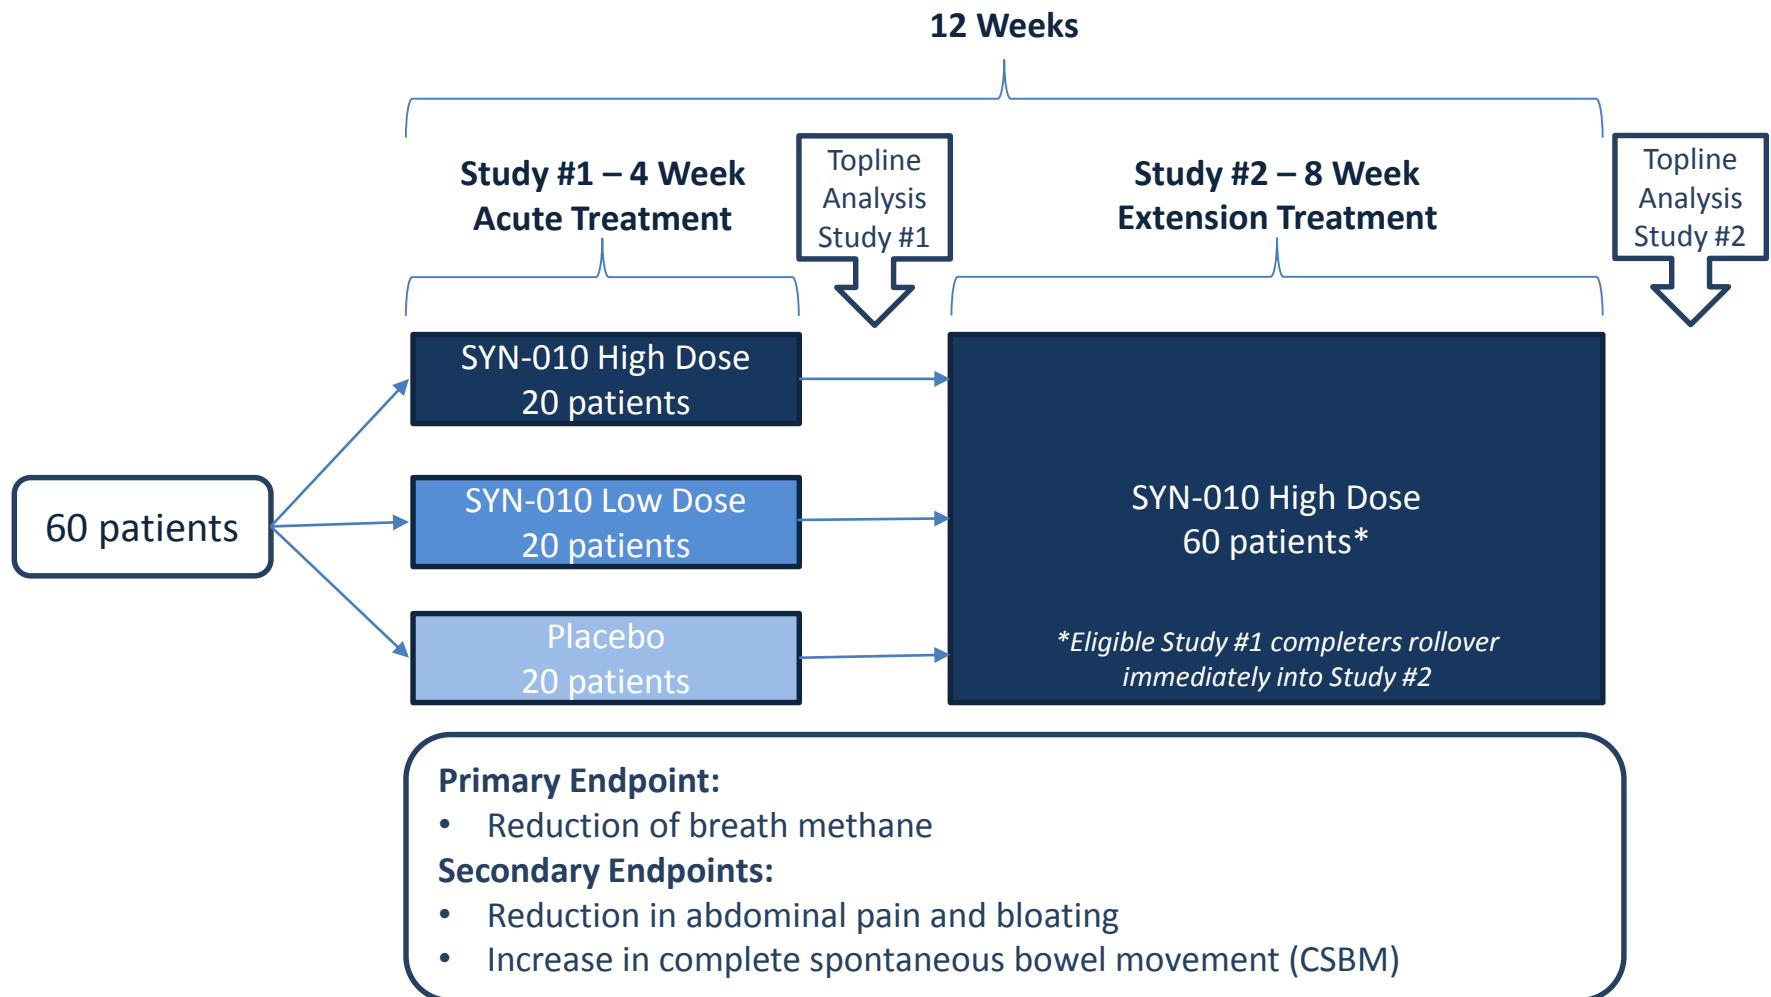 12 Weeks
Study #1 – 4 Week
Acute Treatment
Topline
Analysis
Study #1
Study #2 – 8 Week
Extension Treatment
Topline
Analysis
Study #2
60 patients
SYN-010 High Dose
20 patients
SYN-010 Low Dose
20 patients
Placebo
20 patients
SYN-010 High Dose
60 patients*
*Eligible Study #1 completers rollover
immediately into Study #2
Primary Endpoint:
• Reduction of breath methane
Secondary Endpoints:
• Reduction in abdominal pain and bloating
• Increase in complete spontaneous bowel movement (CSBM)